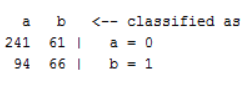 a b <-- classified as
241 61 | a = 0
94 66 | b = 1